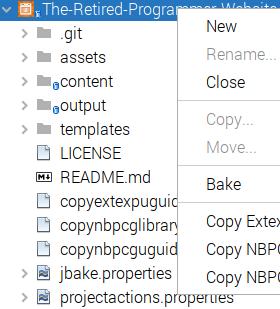 The-Retired-Programmer-Website
.git
assets
content
output
templates
LICENSE
README.md
copyextexpuguid
copynbpcglibrary
copynbpcguguid
jbake.properties
projectactions.properties
New
Rename...
Close
Copy...
Move...
Bake
Copy Extex
Copy NBPC
Copy NBPC